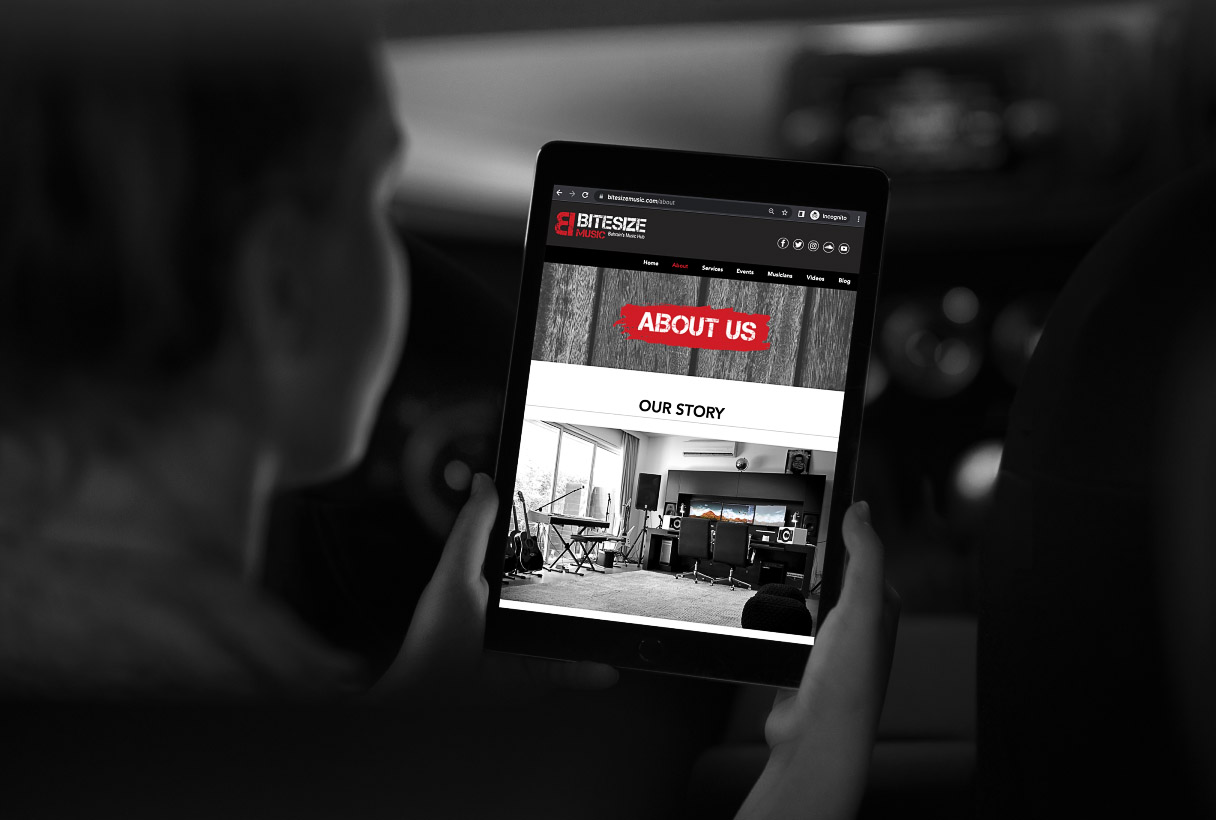 bitesizemusic.com/about
Incognito
BITESIZE
MUSIC Bahrain's Music Hub
Home About Services Events Musicians Videos Blog
ABOUT US
OUR STORY